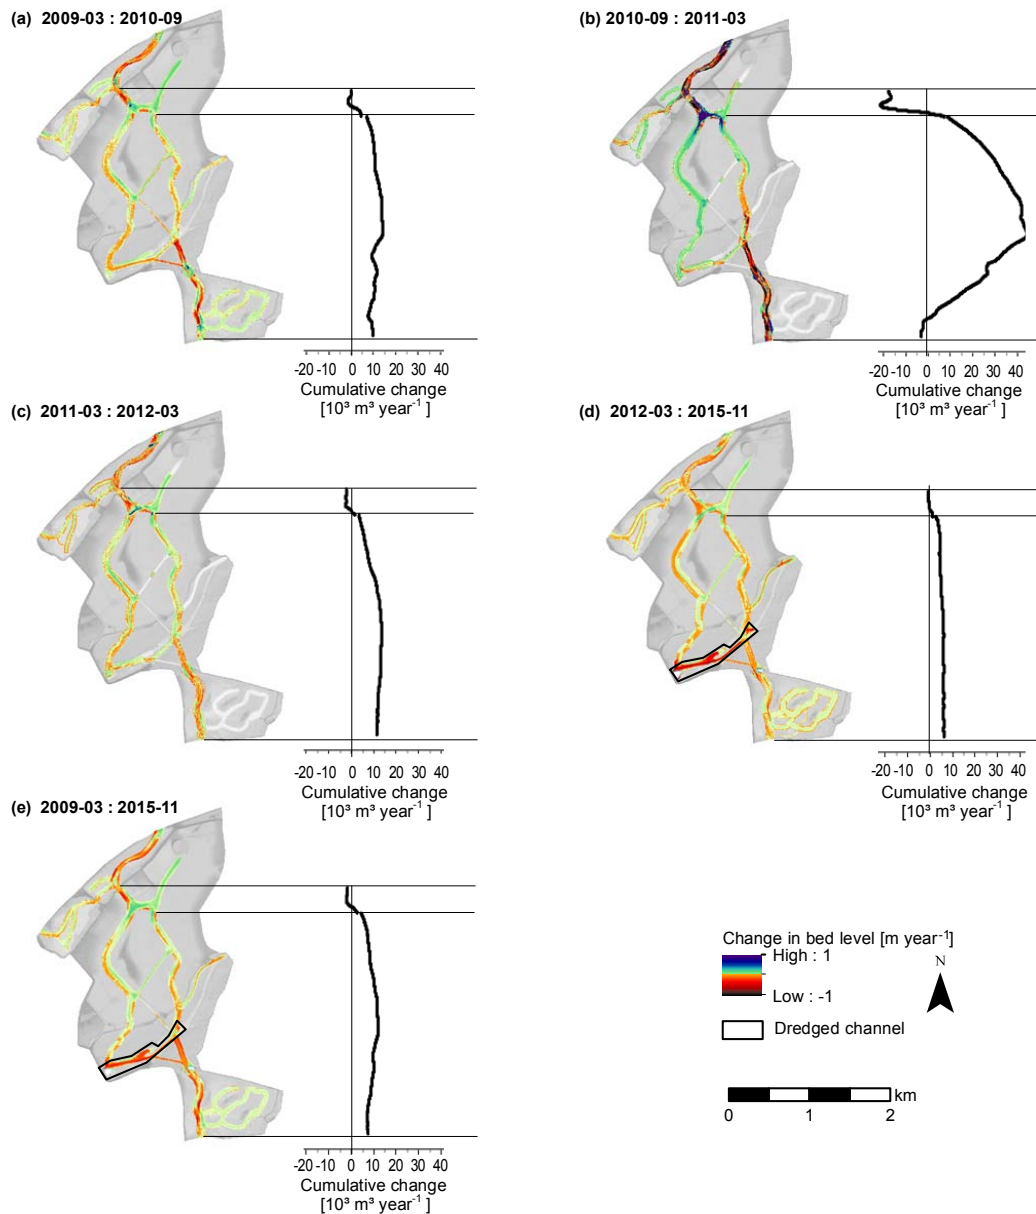 (a) 2009-03 : 2010-09
(b) 2010-09 : 2011-03
-20 -10 0 10 20 30 40
Cumulative change
[10³ m³ year⁻¹ ]
-20 -10 0 10 20 30 40
Cumulative change
[10³ m³ year⁻¹ ]
(c) 2011-03 : 2012-03
(d) 2012-03 : 2015-11
-20 -10 0 10 20 30 40
Cumulative change
[10³ m³ year⁻¹ ]
-20 -10 0 10 20 30 40
Cumulative change
[10³ m³ year⁻¹ ]
(e) 2009-03 : 2015-11
-20 -10 0 10 20 30 40
Cumulative change
[10³ m³ year⁻¹ ]
Change in bed level [m year⁻¹]
High : 1
Low : -1
N
Dredged channel
km
0 1 2